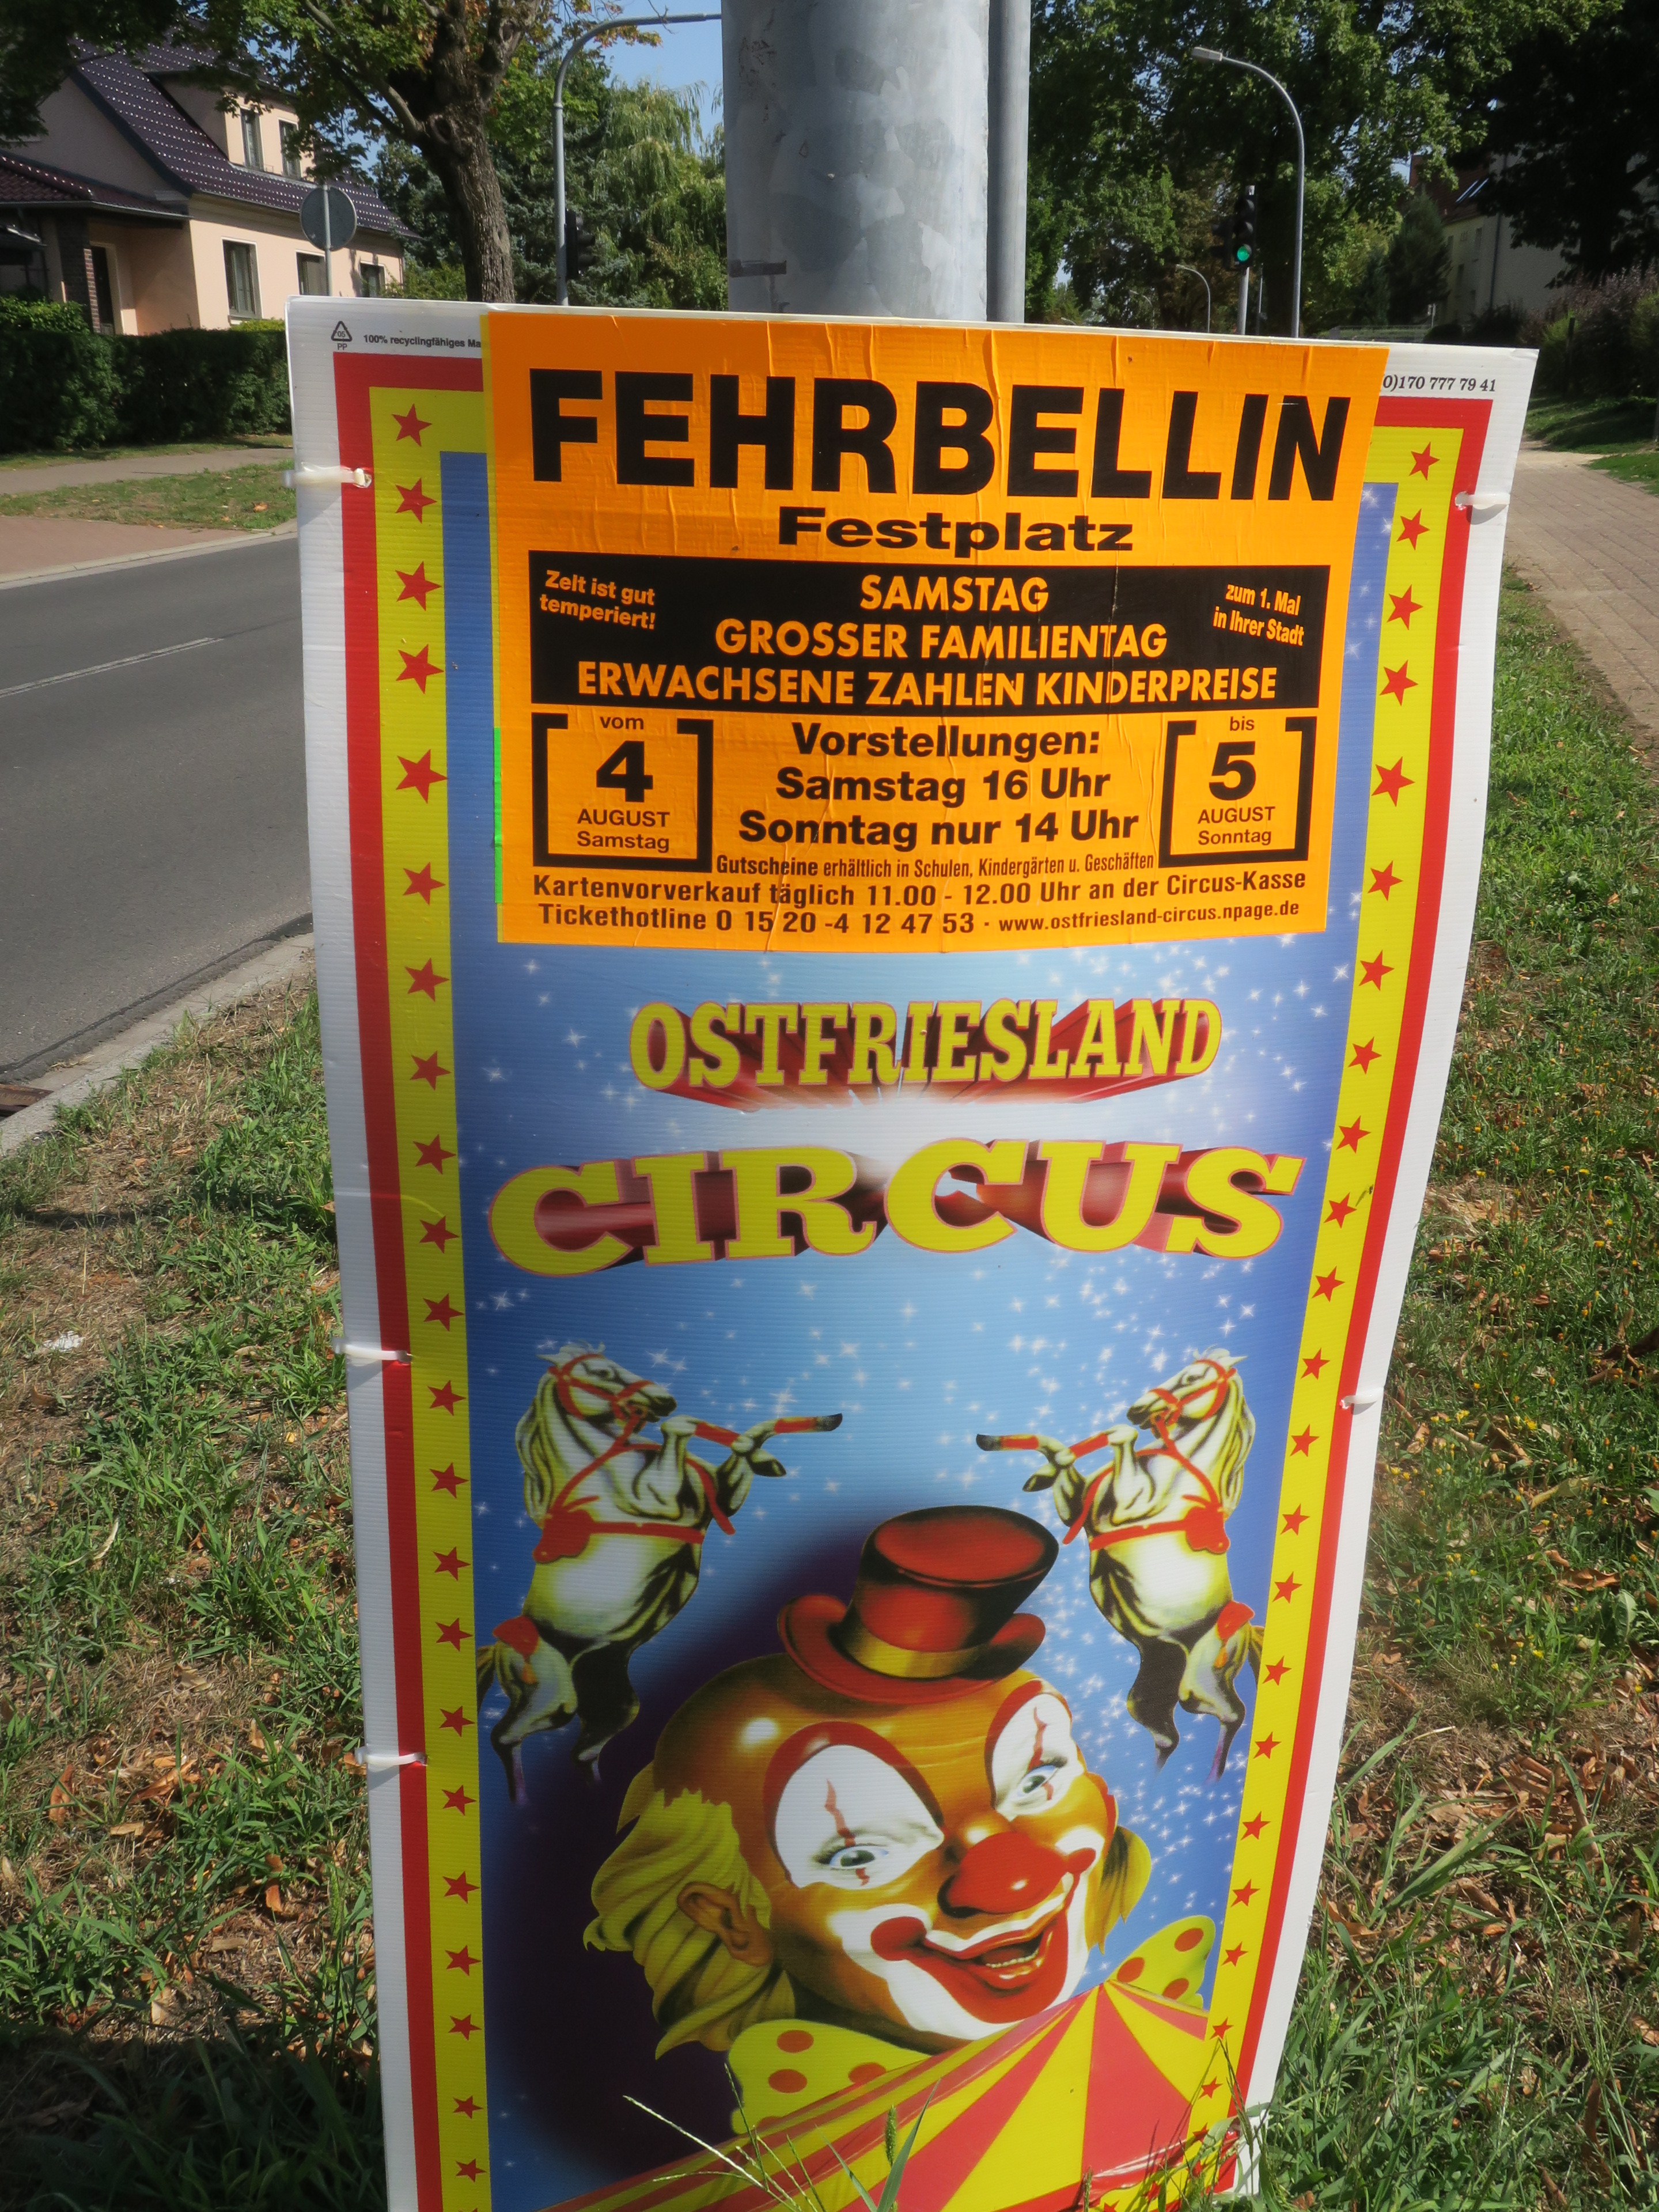 05
PP
100% recyclingfähiges Ma
0)170 777 79 41
FEHRBELLIN
Festplatz
Zelt ist gut
temperiert!
SAMSTAG
GROSSER FAMILIENTAG
ERWACHSENE ZAHLEN KINDERPREISE
zum 1. Mal
in Ihrer Stadt
vom
4
AUGUST
Samstag
Vorstellungen:
Samstag 16 Uhr
Sonntag nur 14 Uhr
bis
5
AUGUST
Sonntag
Gutscheine erhältlich in Schulen, Kindergärten u. Geschäften
Kartenvorverkauf täglich 11.00 - 12.00 Uhr an der Circus-Kasse
Tickethotline 0 15 20 -4 12 47 53 · www.ostfriesland-circus.npage.de
OSTFRIESLAND
CIRCUS